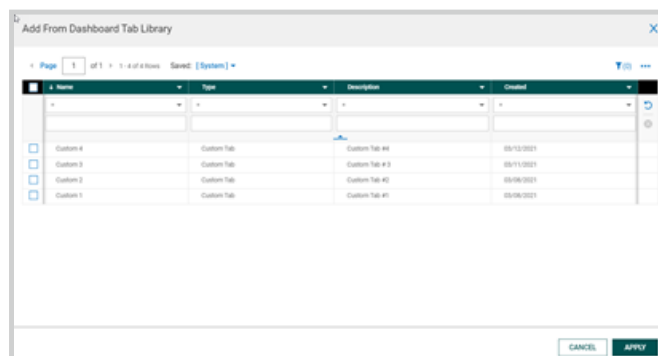 Add From Dashboard Tab Library
Page 1 of 1 1 - 4 of 4 Rows Saved: [System] (0)
Name Type Description Created
Custom 4 Custom Tab Custom Tab #4 03/12/2021
Custom 3 Custom Tab Custom Tab # 3 03/11/2021
Custom 2 Custom Tab Custom Tab #2 03/08/2021
Custom 1 Custom Tab Custom Tab #1 03/08/2021
CANCEL APPLY